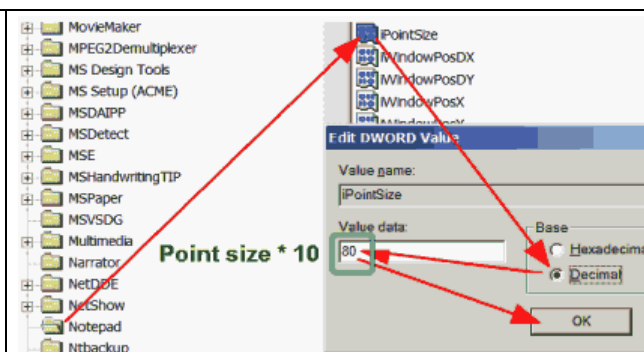 MovieMaker
MPEG2Demultiplexer
MS Design Tools
MS Setup (ACME)
MSDAIPP
MSDetect
MSE
MSHandwritingTIP
MSPaper
MSVSDG
Multimedia
Narrator
NetDDE
NetShow
Notepad
Ntbackup
Point size * 10
iPointSize
iWindowPosDX
iWindowPosDY
iWindowPosX
iWindowPosY
Edit DWORD Value
Value name:
iPointSize
Value data:
80
Base
Hexadecima
Decimal
OK